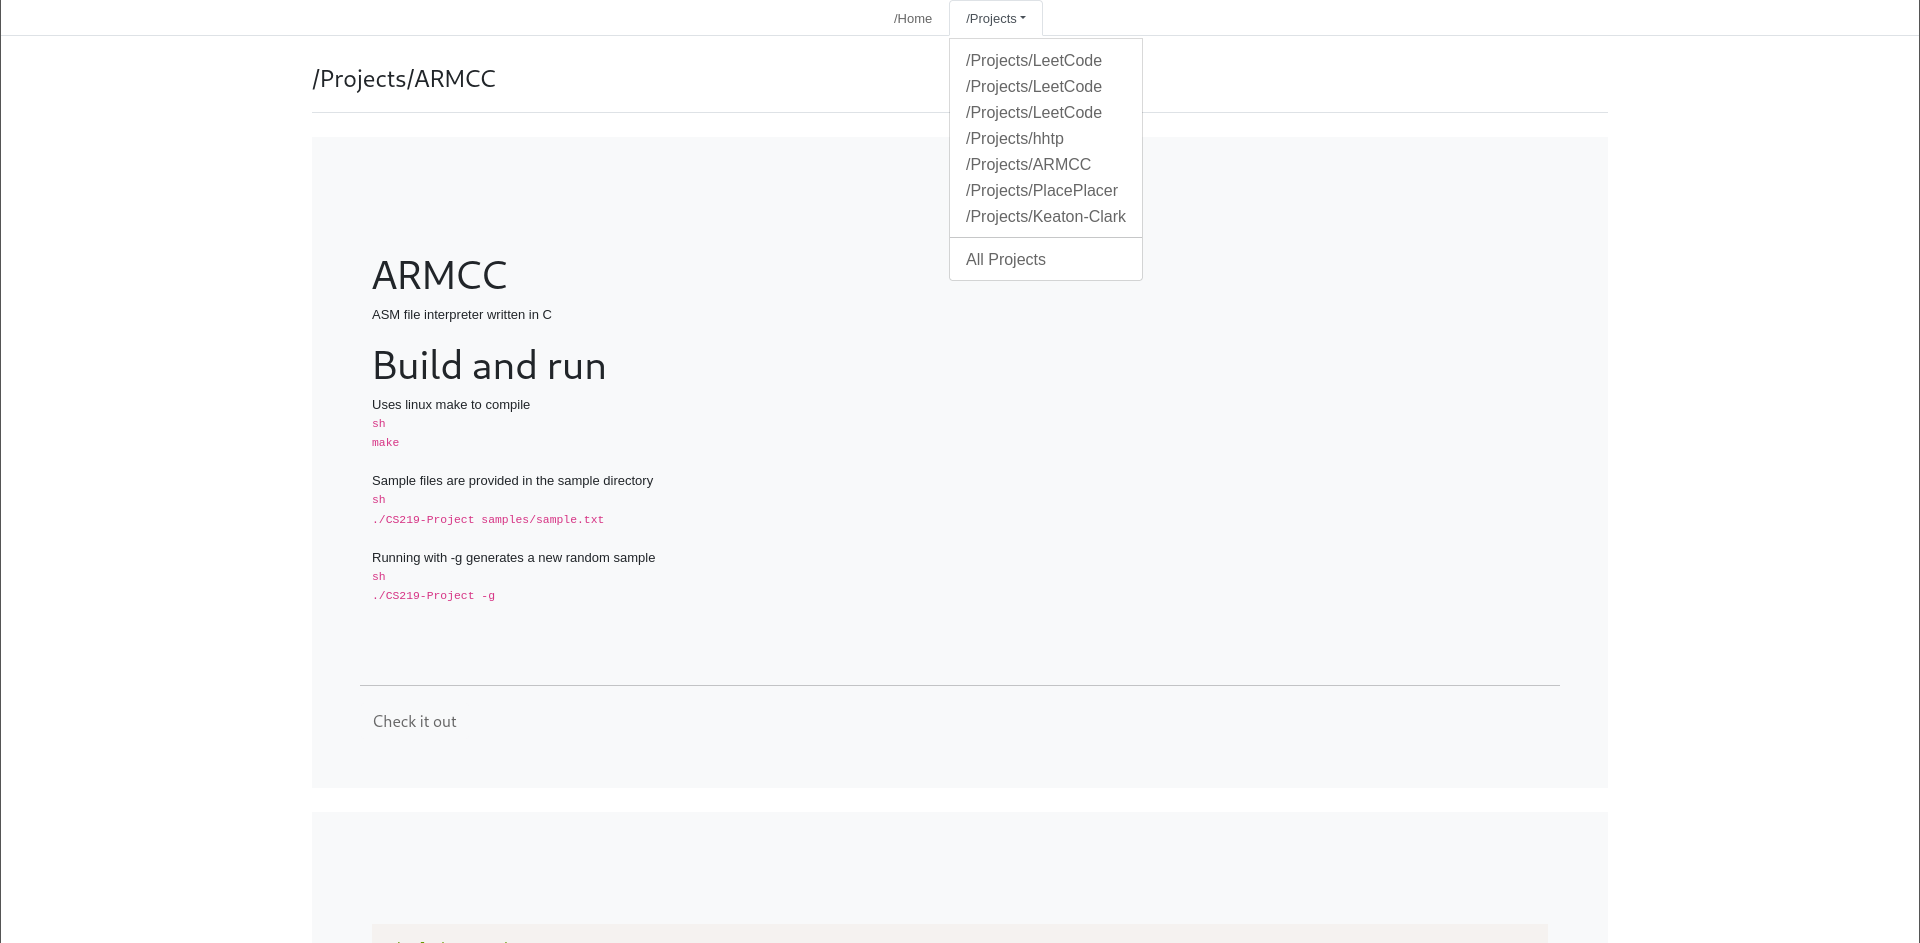 /Home
/Projects
/Projects/LeetCode
/Projects/LeetCode
/Projects/LeetCode
/Projects/hhtp
/Projects/ARMCC
/Projects/PlacePlacer
/Projects/Keaton-Clark
All Projects
/Projects/ARMCC
ARMCC
ASM file interpreter written in C
Build and run
Uses linux make to compile
sh
make
Sample files are provided in the sample directory
sh
./CS219-Project samples/sample.txt
Running with -g generates a new random sample
sh
./CS219-Project -g
Check it out